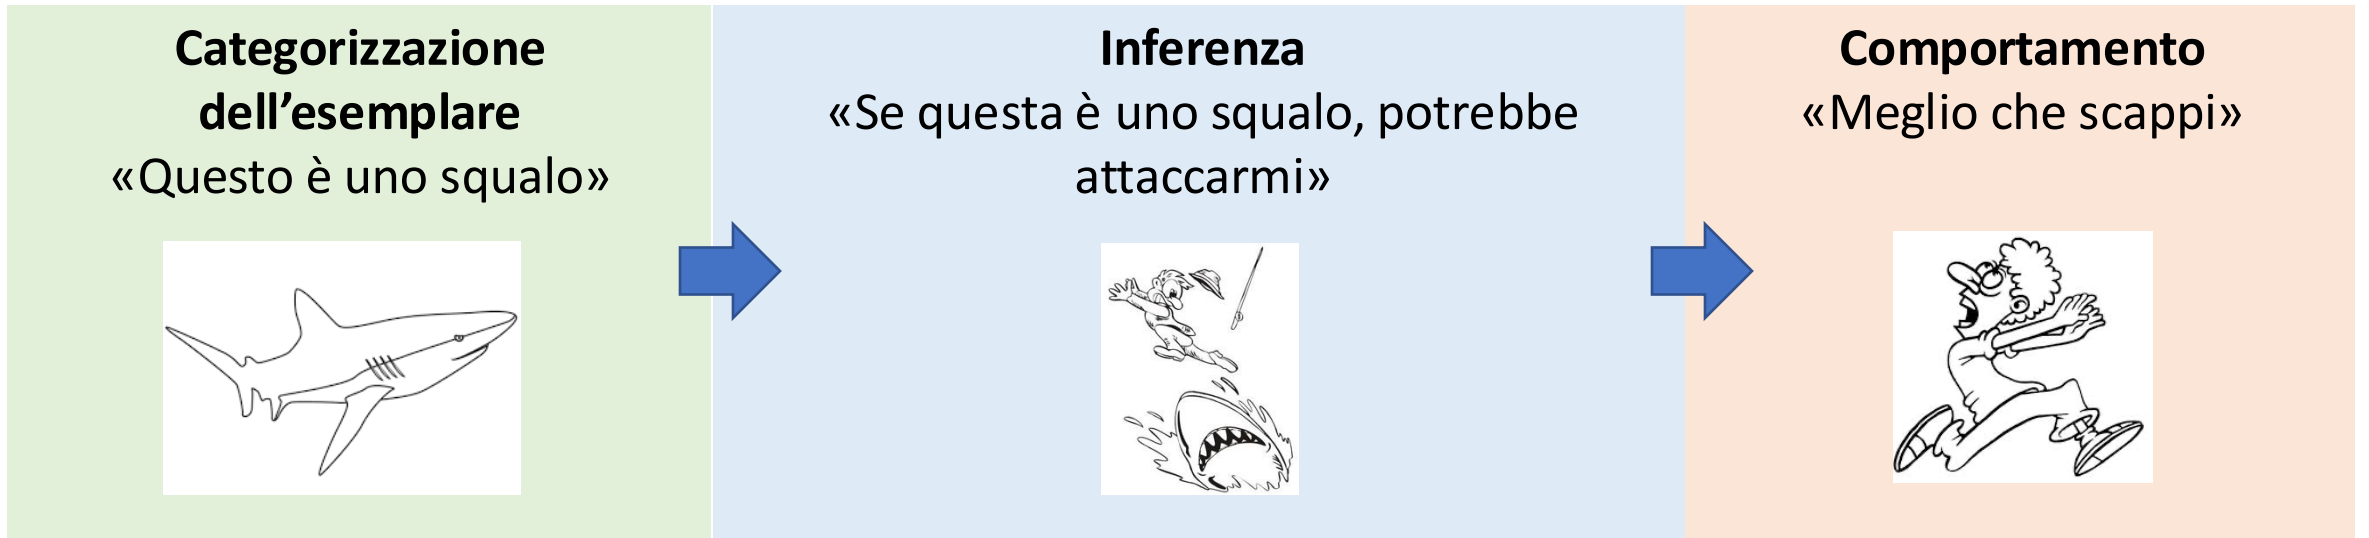 Categorizzazione
dell’esemplare
«Questo è uno squalo»
Inferenza
«Se questa è uno squalo, potrebbe
attaccarmi»
Comportamento
«Meglio che scappi»